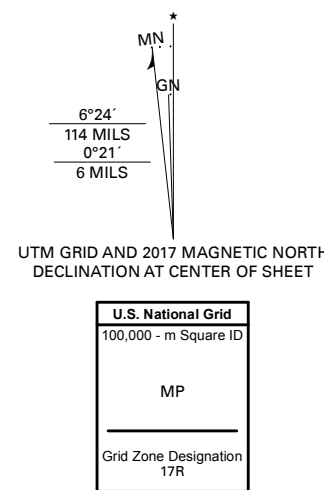 ★
MN
GN
6°24´
114 MILS
0°21´
6 MILS
UTM GRID AND 2017 MAGNETIC NORTH
DECLINATION AT CENTER OF SHEET
U.S. National Grid
100,000 - m Square ID
MP
Grid Zone Designation
17R